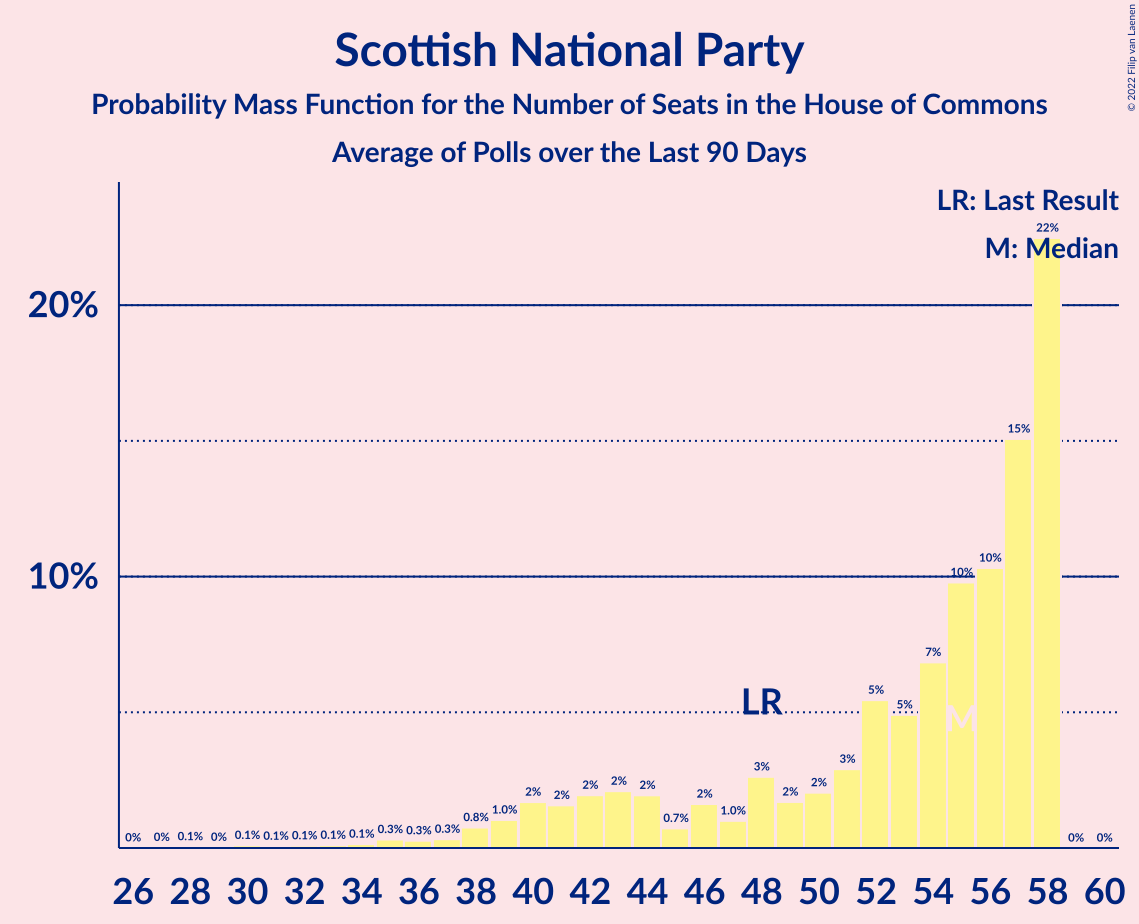 Scottish National Party
Probability Mass Function for the Number of Seats in the House of Commons
Average of Polls over the Last 90 Days
© 2022 Filip van Laenen
LR: Last Result
M: Median
20%
10%
0% 0% 0.1% 0% 0.1% 0.1% 0.1% 0.1% 0.1% 0.3% 0.3% 0.3% 0.8% 1.0% 2% 2% 2% 2% 2% 0.7% 2% 1.0% 3% 2% 2% 3% 5% 5% 7% 10% 10% 15% 22% 0% 0%
LR
M
26 28 30 32 34 36 38 40 42 44 46 48 50 52 54 56 58 60